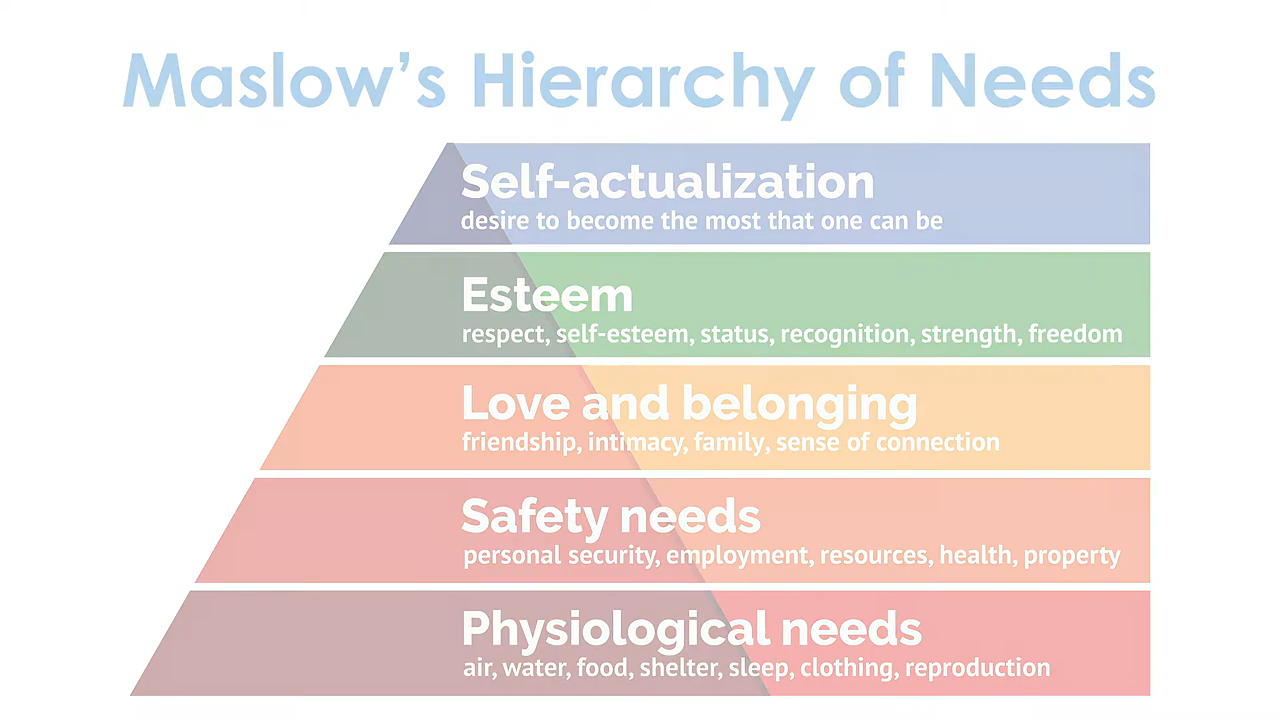 Maslow’s Hierarchy of Needs
Self-actualization
desire to become the most that one can be
Esteem
respect, self-esteem, status, recognition, strength, freedom
Love and belonging
friendship, intimacy, family, sense of connection
Safety needs
personal security, employment, resources, health, property
Physiological needs
air, water, food, shelter, sleep, clothing, reproduction